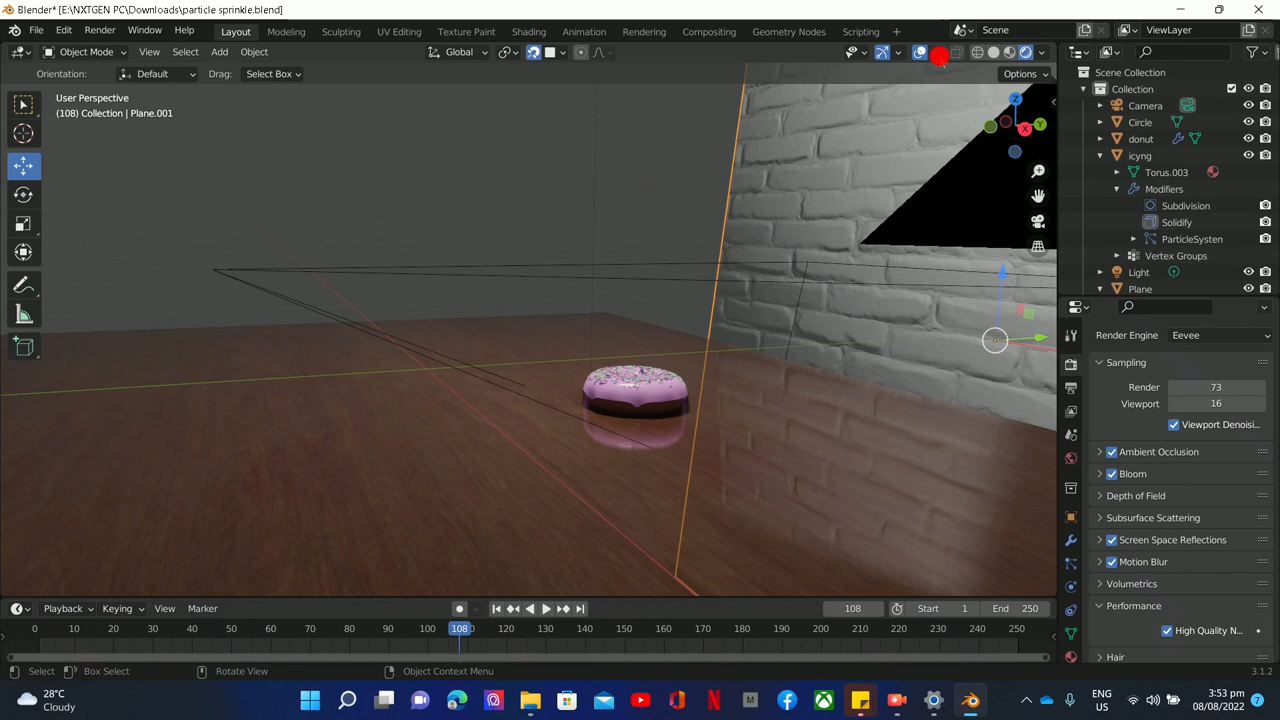 Blender* [E:\NXTGEN PC\Downloads\particle sprinkle.blend]
File Edit Render Window Help Layout Modeling Sculpting UV Editing Texture Paint Shading Animation Rendering Compositing Geometry Nodes Scripting + Scene ViewLayer
Object Mode View Select Add Object Global
Orientation: Default Drag: Select Box Options
User Perspective
(108) Collection | Plane.001
Z
Y
X
Scene Collection
Collection
Camera
Circle
donut
icyng
Torus.003
Modifiers
Subdivision
Solidify
ParticleSysten
Vertex Groups
Light
Plane
Render Engine Eevee
Sampling
Render 73
Viewport 16
Viewport Denoisi...
Ambient Occlusion
Bloom
Depth of Field
Subsurface Scattering
Screen Space Reflections
Motion Blur
Volumetrics
Performance
High Quality N...
Hair
Playback Keying View Marker 108 Start 1 End 250
0 10 20 30 40 50 60 70 80 90 100 108 120 130 140 150 160 170 180 190 200 210 220 230 240 250
Select Box Select Rotate View Object Context Menu 3.1.2
28°C
Cloudy
ENG
US
3:53 pm
08/08/2022
7